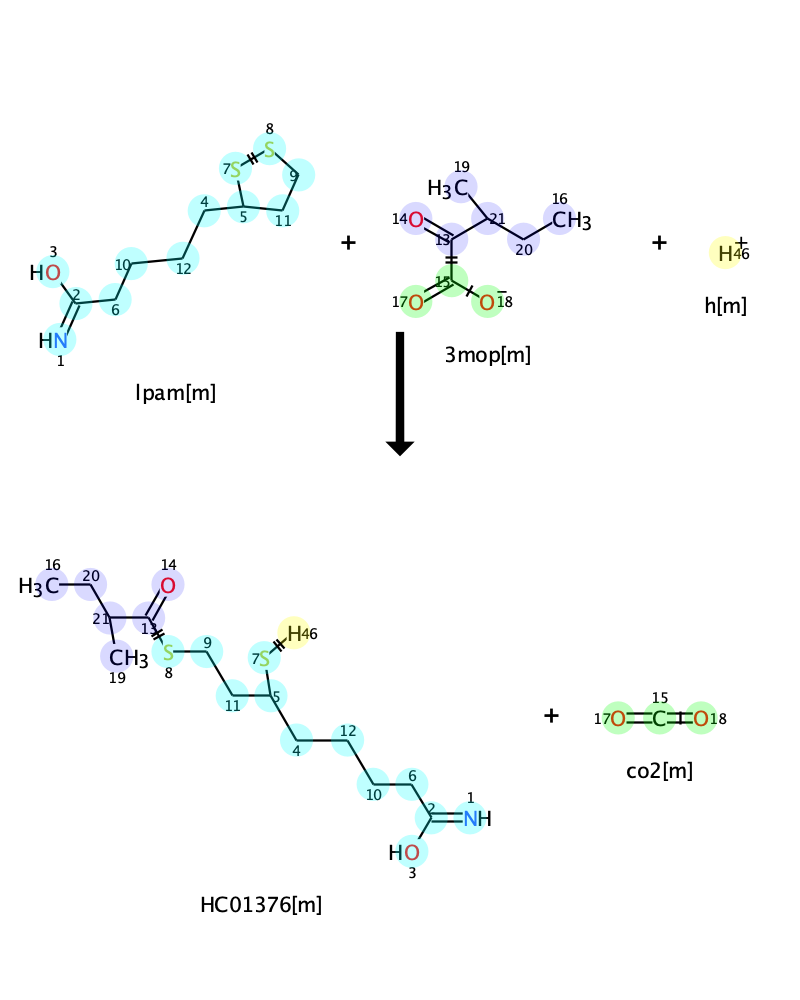 8
7 S S
9
4
5 11
3
HO
10
12
2
6
HN
1
lpam[m]
+
19
H₃C
16
14 O 21 CH₃
13 20
15
17 O O⁻ 18
3mop[m]
+
H⁺ 46
h[m]
16 20 14
H₃C O
21 13
CH₃ S
19 8
9
H 46
7 S
11 5
4 12
10 6
2 1
NH
HO
3
HC01376[m]
+
15
17 O C O 18
co2[m]